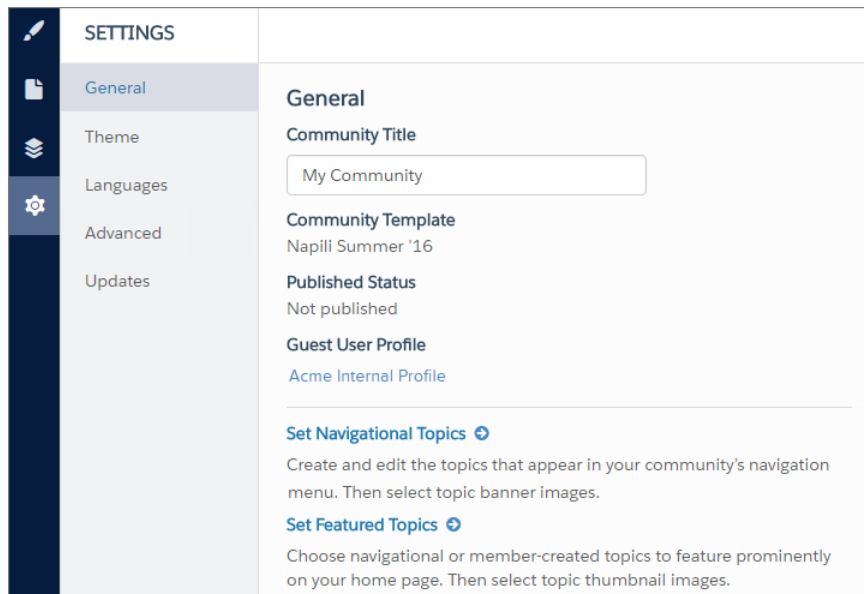 SETTINGS
General
Theme
Languages
Advanced
Updates
General
Community Title
My Community
Community Template
Napili Summer '16
Published Status
Not published
Guest User Profile
Acme Internal Profile
Set Navigational Topics
Create and edit the topics that appear in your community's navigation
menu. Then select topic banner images.
Set Featured Topics
Choose navigational or member-created topics to feature prominently
on your home page. Then select topic thumbnail images.